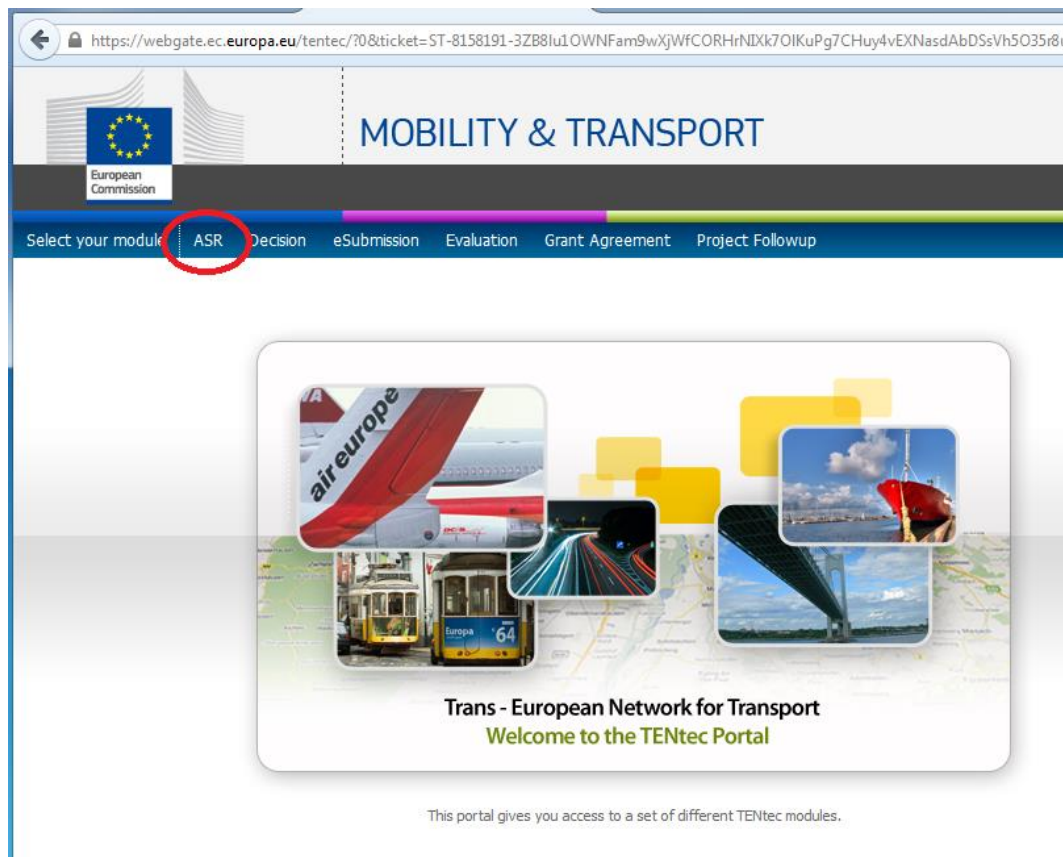 https://webgate.ec.europa.eu/tentec/?0&ticket=ST-8158191-3ZB8Iu1OWNFam9wXjWfCORHrNIXk7OIKuPg7CHuy4vEXNasdAbDSsVh5O35r8
European
Commission
MOBILITY & TRANSPORT
Select your module ASR Decision eSubmission Evaluation Grant Agreement Project Followup
air europe
Europa 64
Trans - European Network for Transport
Welcome to the TENtec Portal
This portal gives you access to a set of different TENtec modules.